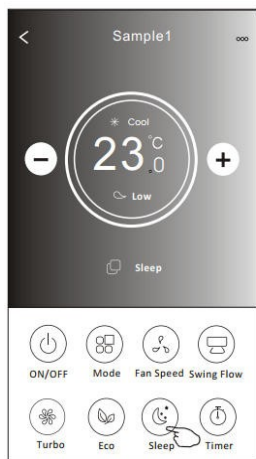 Sample1
Cool
23.0°C
Low
Sleep
ON/OFF Mode Fan Speed Swing Flow
Turbo Eco Sleep Timer